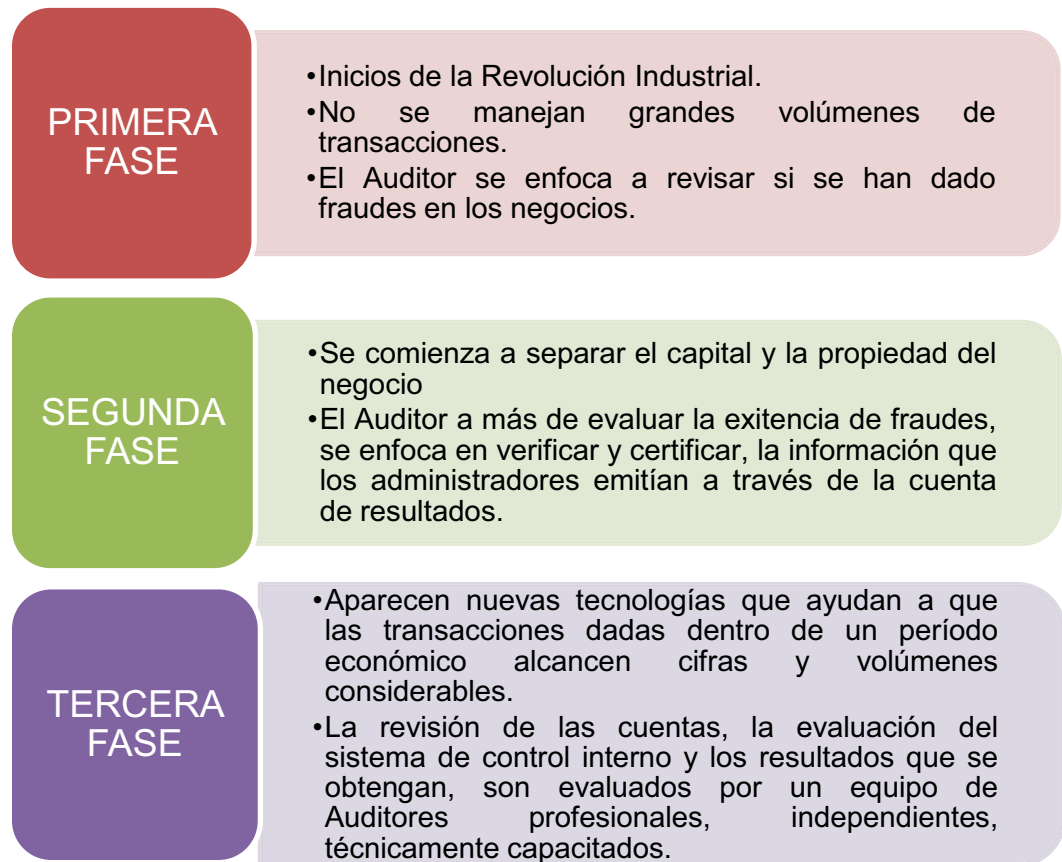 PRIMERA
FASE
•Inicios de la Revolución Industrial.
•No se manejan grandes volúmenes de
transacciones.
•El Auditor se enfoca a revisar si se han dado
fraudes en los negocios.
SEGUNDA
FASE
•Se comienza a separar el capital y la propiedad del
negocio
•El Auditor a más de evaluar la exitencia de fraudes,
se enfoca en verificar y certificar, la información que
los administradores emitían a través de la cuenta
de resultados.
TERCERA
FASE
•Aparecen nuevas tecnologías que ayudan a que
las transacciones dadas dentro de un período
económico alcancen cifras y volúmenes
considerables.
•La revisión de las cuentas, la evaluación del
sistema de control interno y los resultados que se
obtengan, son evaluados por un equipo de
Auditores profesionales, independientes,
técnicamente capacitados.